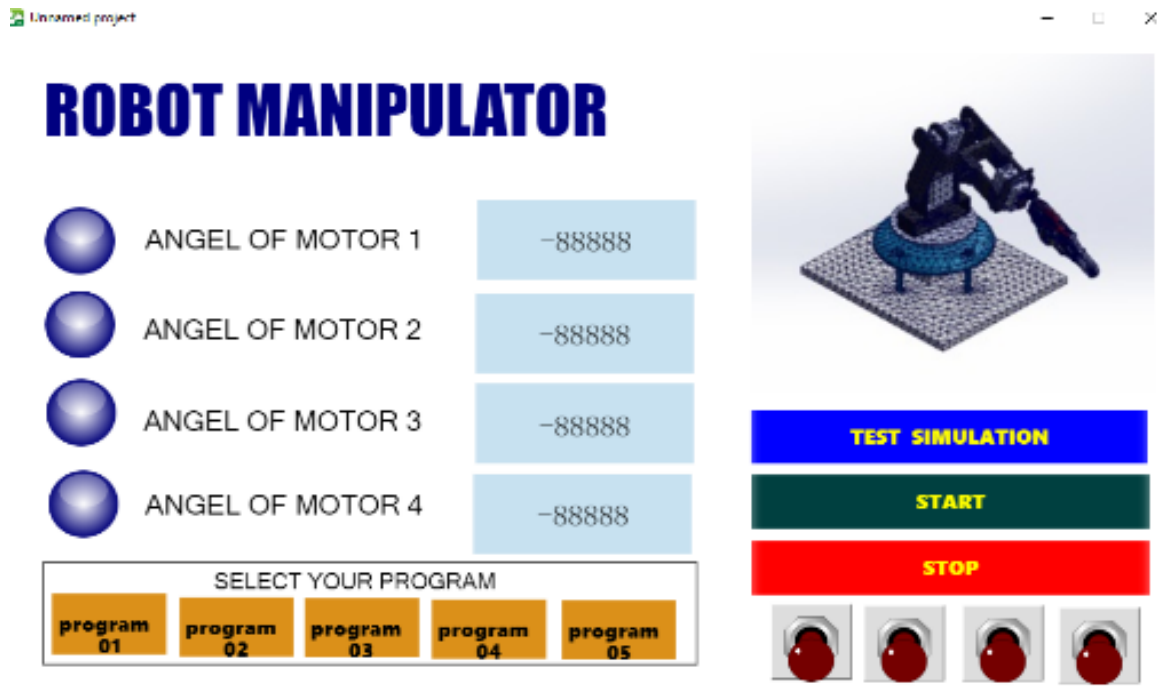 Unnamed project
ROBOT MANIPULATOR
ANGEL OF MOTOR 1
-88888
ANGEL OF MOTOR 2
-88888
ANGEL OF MOTOR 3
-88888
ANGEL OF MOTOR 4
-88888
SELECT YOUR PROGRAM
program
01
program
02
program
03
program
04
program
05
TEST SIMULATION
START
STOP